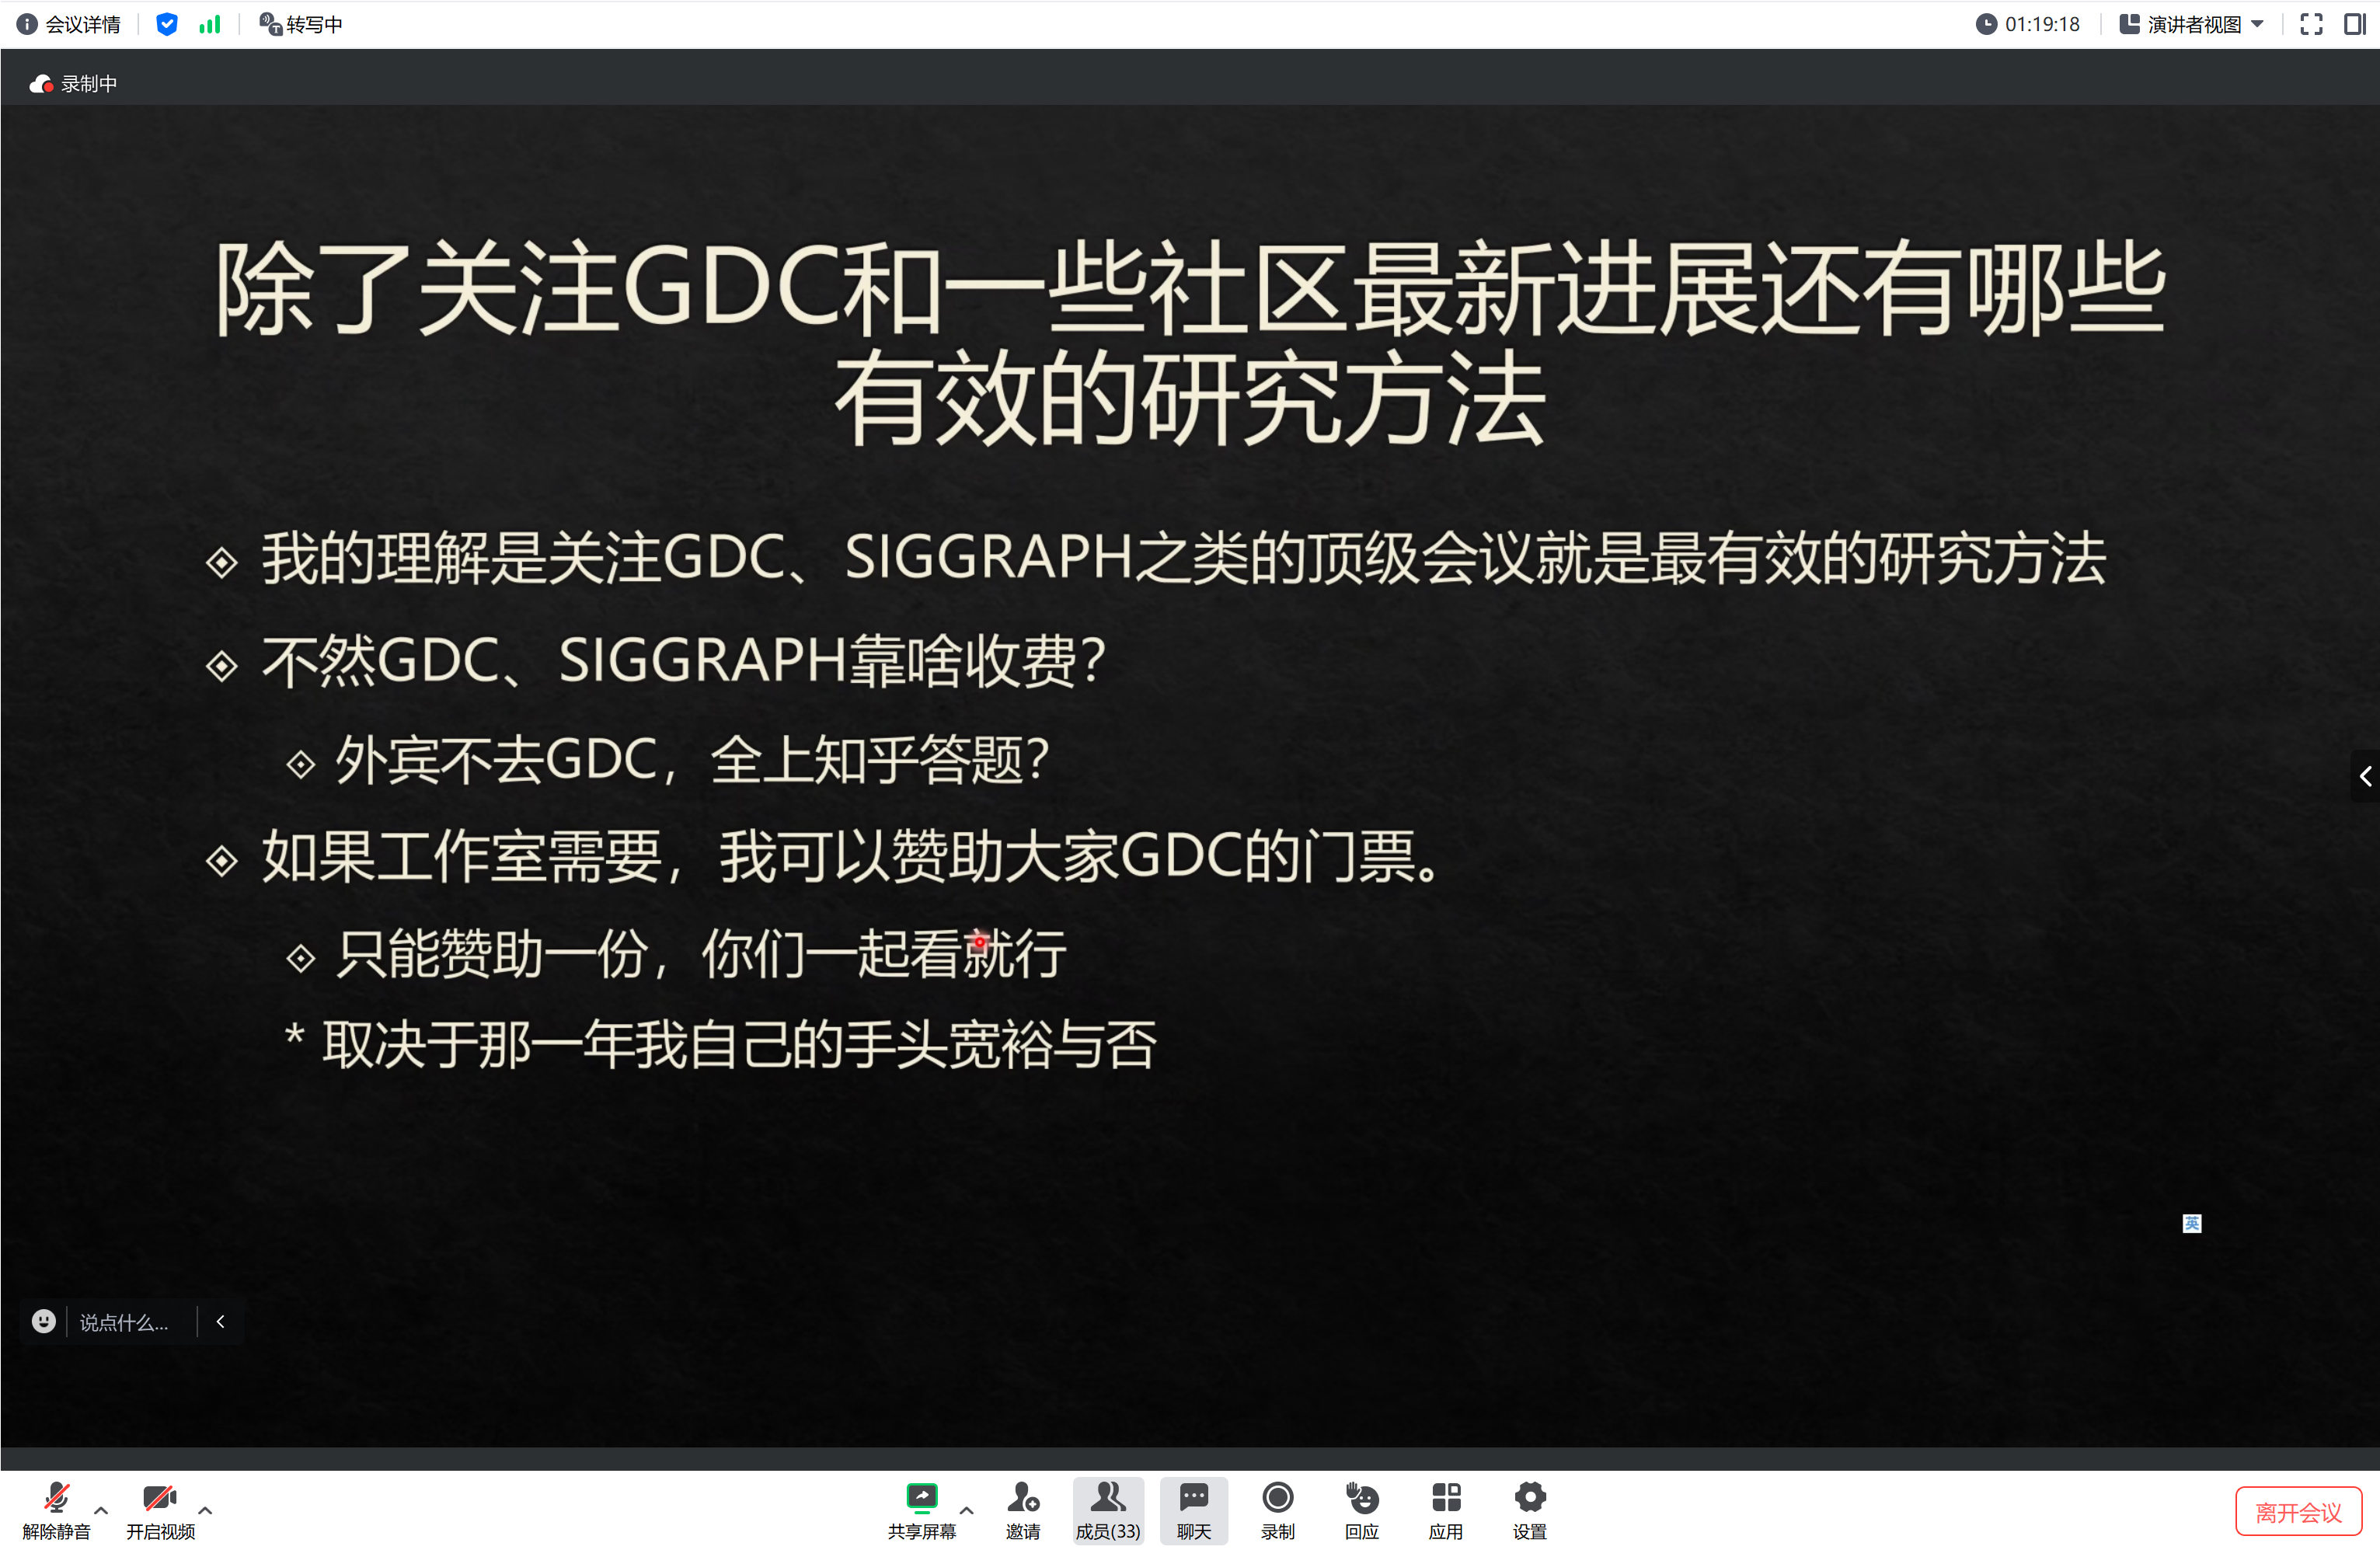 会议详情
转写中
01:19:18
演讲者视图
录制中
除了关注GDC和一些社区最新进展还有哪些
有效的研究方法
我的理解是关注GDC、SIGGRAPH之类的顶级会议就是最有效的研究方法
不然GDC、SIGGRAPH靠啥收费？
外宾不去GDC，全上知乎答题？
如果工作室需要，我可以赞助大家GDC的门票。
只能赞助一份，你们一起看就行
* 取决于那一年我自己的手头宽裕与否
英
说点什么...
解除静音
开启视频
共享屏幕
邀请
成员(33)
聊天
录制
回应
应用
设置
离开会议